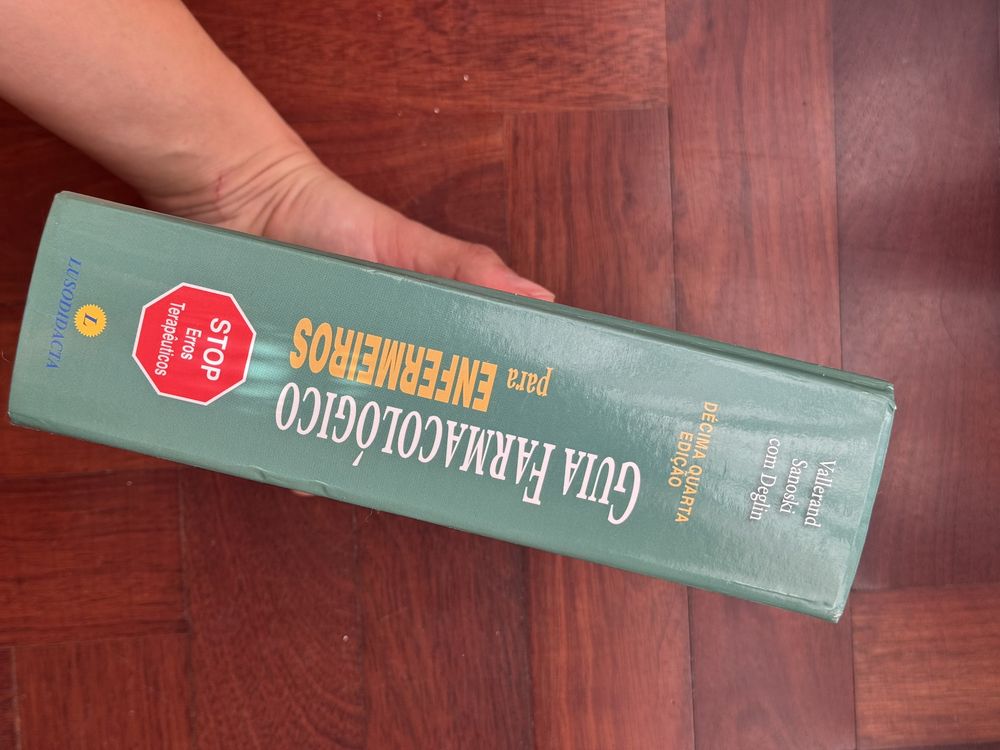 Vallerand
Sanoski
com Deglin
DÉCIMA QUARTA
EDIÇÃO
GUIA FARMACOLÓGICO
para ENFERMEIROS
STOP
Erros
Terapêuticos
L
LUSODIDACTA